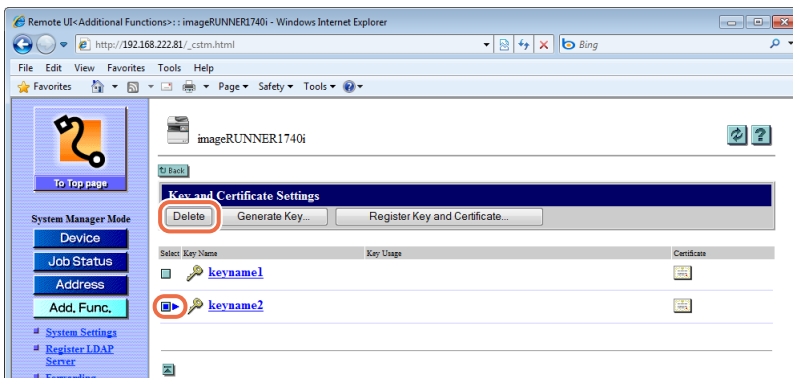 Remote UI<Additional Functions>: : imageRUNNER1740i - Windows Internet Explorer
http://192.168.222.81/_cstm.html
Bing
File Edit View Favorites Tools Help
Favorites Page Safety Tools
imageRUNNER1740i
To Top page
Back
Key and Certificate Settings
Delete Generate Key... Register Key and Certificate...
System Manager Mode
Device
Job Status
Address
Add. Func.
Select Key Name Key Usage Certificate
keyname1
keyname2
System Settings
Register LDAP
Server
Forwarding